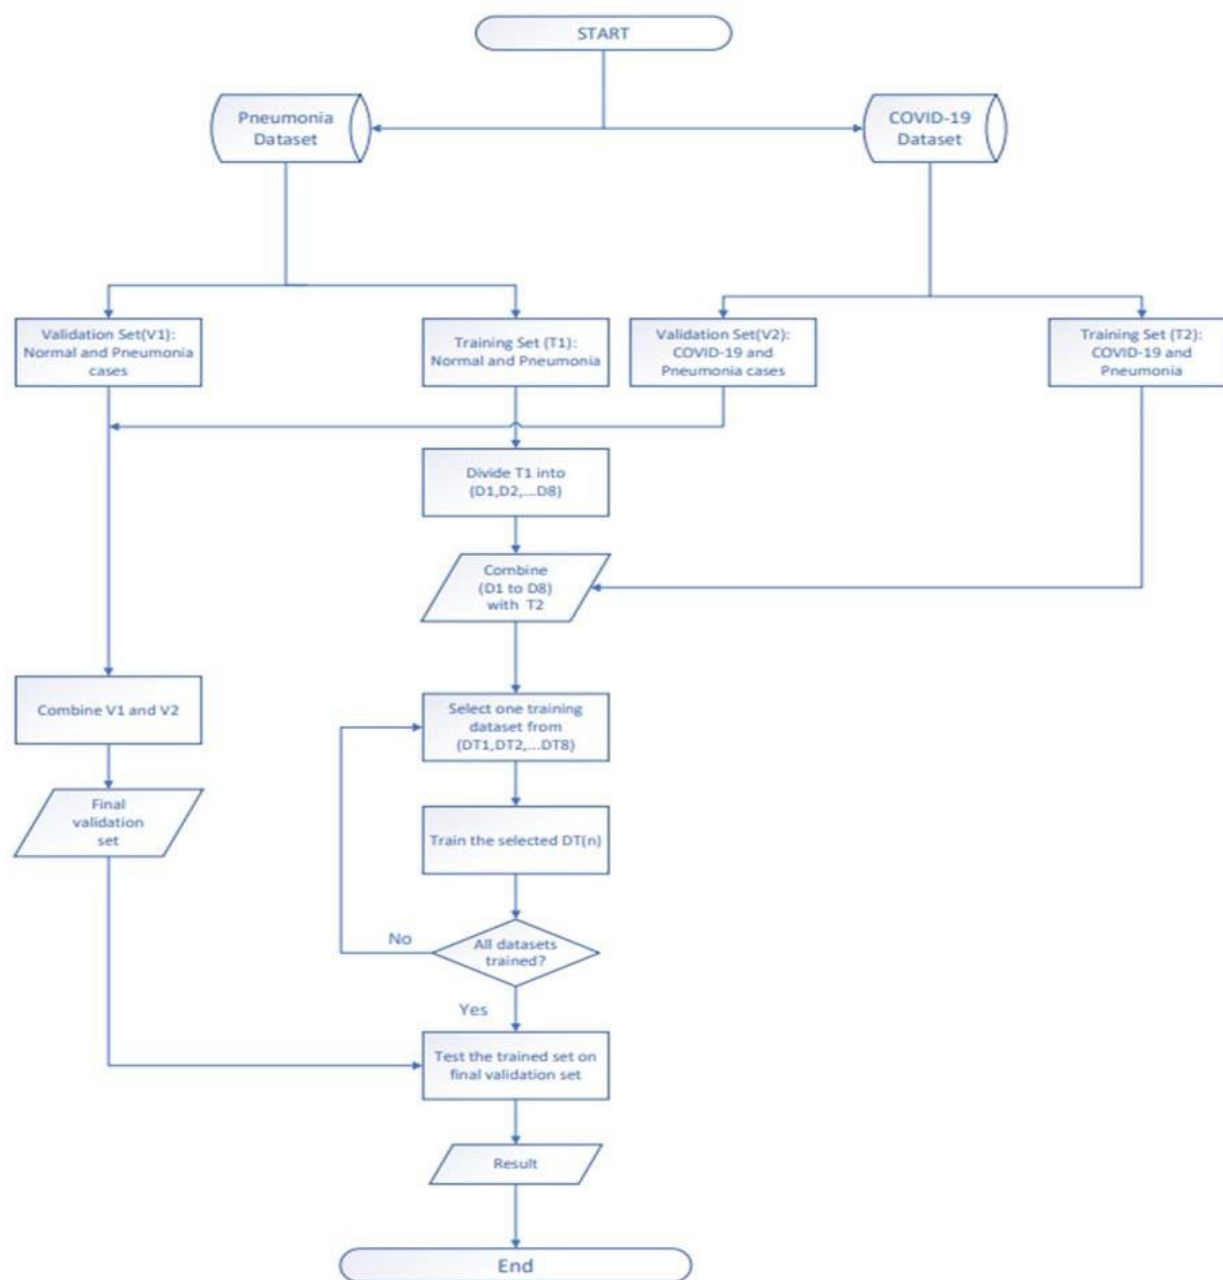 START
Pneumonia
Dataset
COVID-19
Dataset
Validation Set(V1):
Normal and Pneumonia
cases
Training Set (T1):
Normal and Pneumonia
Validation Set(V2):
COVID-19 and
Pneumonia cases
Training Set (T2):
COVID-19 and
Pneumonia
Divide T1 into
(D1,D2,...D8)
Combine
(D1 to D8)
with T2
Combine V1 and V2
Select one training
dataset from
(DT1,DT2,...DT8)
Final
validation
set
Train the selected DT(n)
No
All datasets
trained?
Yes
Test the trained set on
final validation set
Result
End